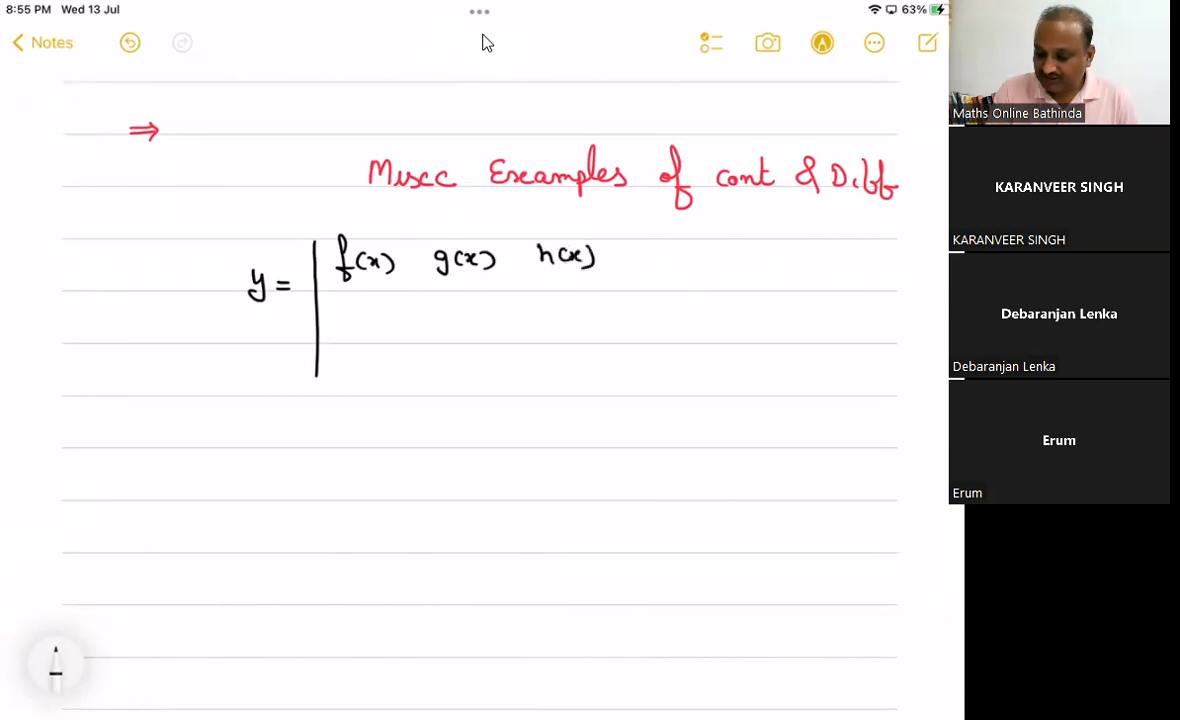 8:55 PM Wed 13 Jul
63%
Notes
⇒
Miscc Examples of cont & Diff
y = | f(x) g(x) h(x)
Maths Online Bathinda
KARANVEER SINGH
KARANVEER SINGH
Debaranjan Lenka
Debaranjan Lenka
Erum
Erum